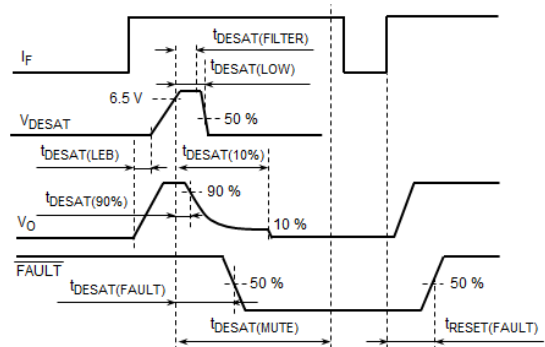 tDESAT(FILTER)
IF
tDESAT(LOW)
6.5 V
50 %
VDESAT
tDESAT(LEB)
tDESAT(10%)
90 %
tDESAT(90%)
10 %
VO
FAULT
50 %
50 %
tDESAT(FAULT)
tDESAT(MUTE)
tRESET(FAULT)